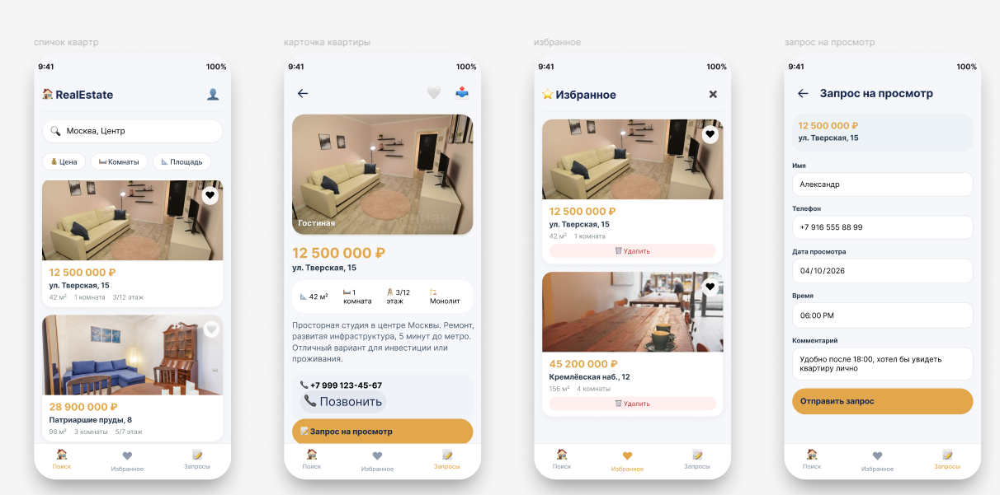 спичок квартр
9:41
100%
RealEstate
Москва, Центр
Цена
Комнаты
Площадь
12 500 000 ₽
ул. Тверская, 15
42 м² 1 комната 3/12 этаж
28 900 000 ₽
Патриаршие пруды, 8
98 м² 3 комнаты 5/7 этаж
Поиск
Избранное
Запросы
карточка квартиры
9:41
100%
Гостиная
12 500 000 ₽
ул. Тверская, 15
42 м²
1
комната
3/12
этаж
Монолит
Просторная студия в центре Москвы. Ремонт,
развитая инфраструктура, 5 минут до метро.
Отличный вариант для инвестиции или
проживания.
+7 999 123-45-67
Позвонить
Запрос на просмотр
Поиск
Избранное
Запросы
избранное
9:41
100%
Избранное
12 500 000 ₽
ул. Тверская, 15
42 м² 1 комната
Удалить
45 200 000 ₽
Кремлёвская наб., 12
156 м² 4 комнаты
Удалить
Поиск
Избранное
Запросы
запрос на просмотр
9:41
100%
Запрос на просмотр
12 500 000 ₽
ул. Тверская, 15
Имя
Александр
Телефон
+7 916 555 88 99
Дата просмотра
04/10/2026
Время
06:00 PM
Комментарий
Удобно после 18:00, хотел бы увидеть
квартиру лично
Отправить запрос
Поиск
Избранное
Запросы